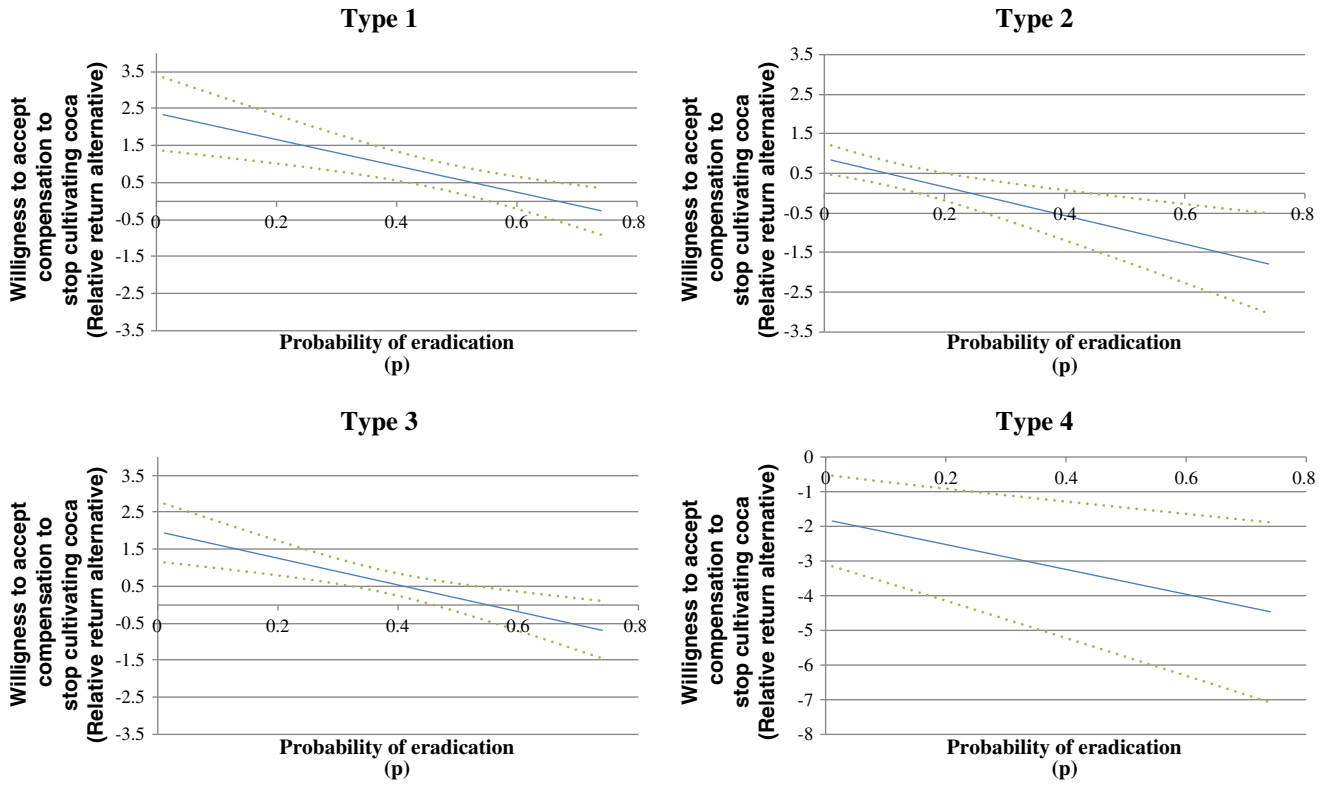 Type 1
Willigness to accept
compensation to
stop cultivating coca
(Relative return alternative)
3.5
2.5
1.5
0.5
-0.5
-1.5
-2.5
-3.5
0 0.2 0.4 0.6 0.8
Probability of eradication
(p)
Type 2
Willigness to accept
compensation to
stop cultivating coca
(Relative return alternative)
3.5
2.5
1.5
0.5
-0.5
-1.5
-2.5
-3.5
0 0.2 0.4 0.6 0.8
Probability of eradication
(p)
Type 3
Willigness to accept
compensation to
stop cultivating coca
(Relative return alternative)
3.5
2.5
1.5
0.5
-0.5
-1.5
-2.5
-3.5
0 0.2 0.4 0.6 0.8
Probability of eradication
(p)
Type 4
Willigness to accept
compensation to
stop cultivating coca
(Relative return alternative)
0
-1
-2
-3
-4
-5
-6
-7
-8
0 0.2 0.4 0.6 0.8
Probability of eradication
(p)